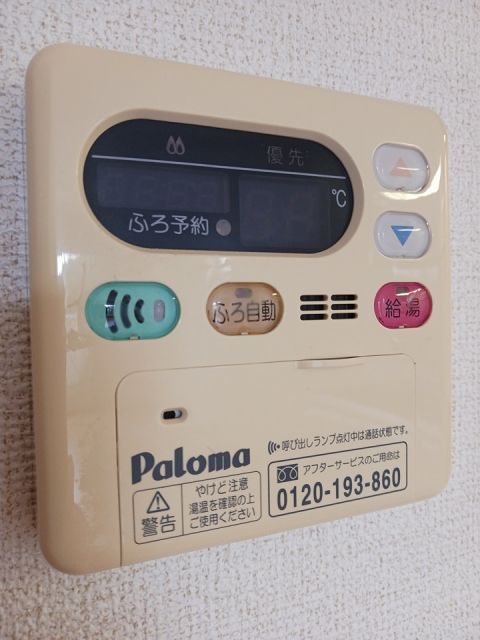 優先
℃
ふろ予約
ふろ自動
給湯
呼び出しランプ点灯中は通話状態です。
Paloma
アフターサービスのご用命は
0120-193-860
警告
やけど注意
湯温を確認の上
ご使用ください